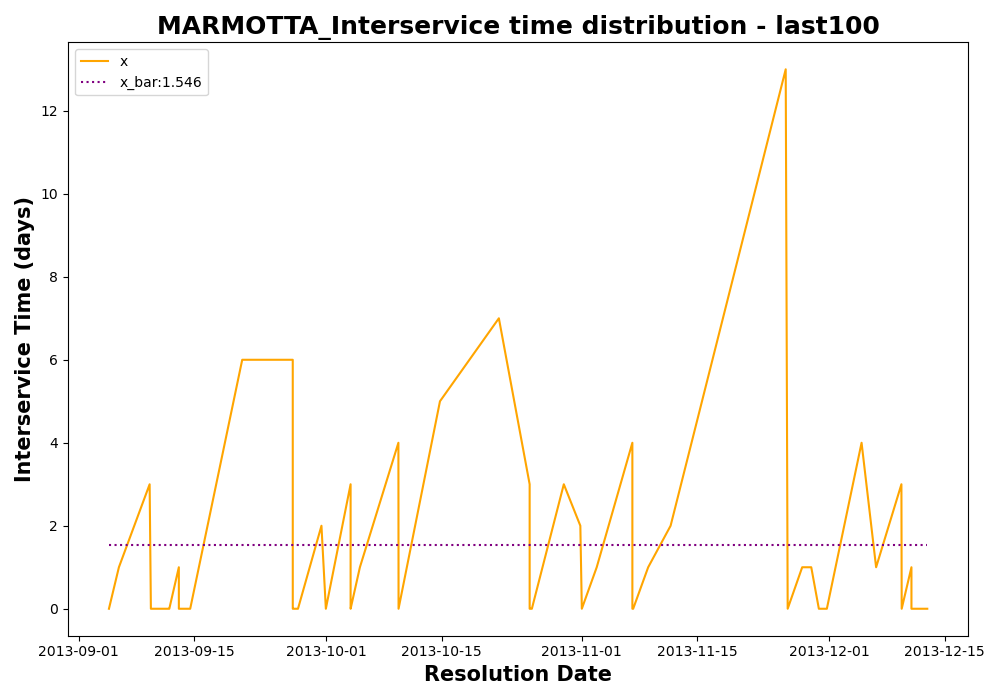 MARMOTTA_Interservice time distribution - last100
x
x_bar:1.546
Interservice Time (days)
12
10
8
6
4
2
0
2013-09-01 2013-09-15 2013-10-01 2013-10-15 2013-11-01 2013-11-15 2013-12-01 2013-12-15
Resolution Date